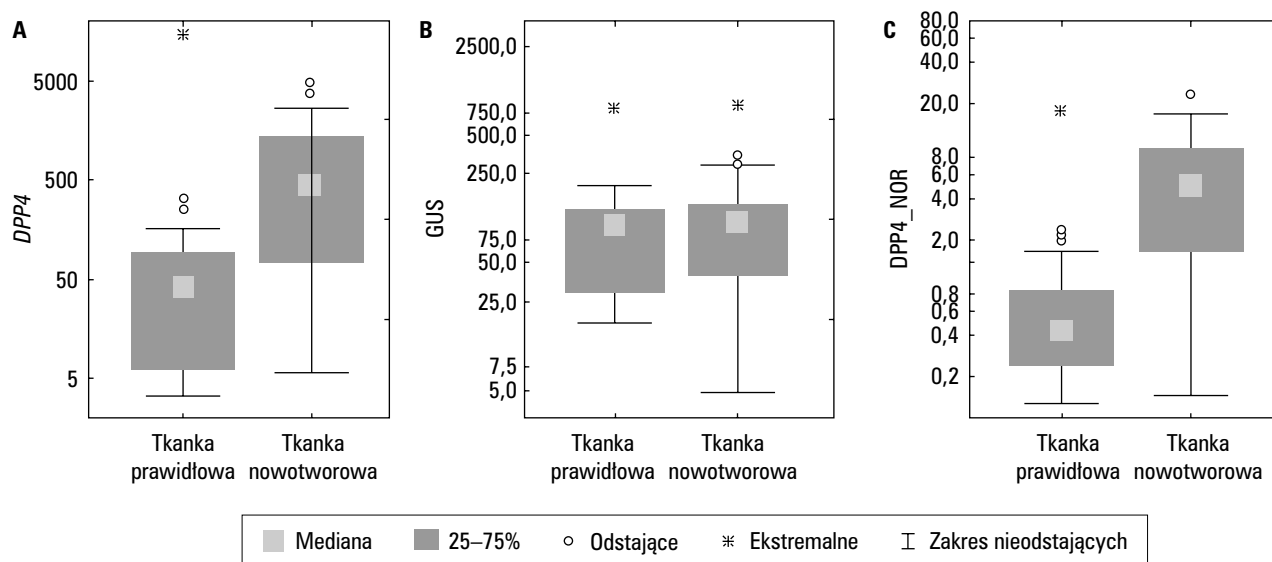 A
DPP4
5000
500
50
5
Tkanka
prawidłowa
Tkanka
nowotworowa
B
GUS
2500,0
750,0
500,0
250,0
75,0
50,0
25,0
7,5
5,0
Tkanka
prawidłowa
Tkanka
nowotworowa
C
DPP4_NOR
80,0
60,0
40,0
20,0
8,0
6,0
4,0
2,0
0,8
0,6
0,4
0,2
Tkanka
prawidłowa
Tkanka
nowotworowa
Mediana 25–75% Odstające Ekstremalne Zakres nieodstających